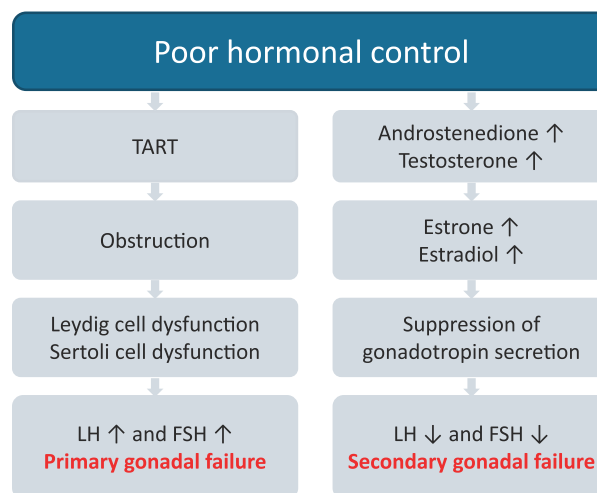 Poor hormonal control
TART
Obstruction
Leydig cell dysfunction
Sertoli cell dysfunction
LH ↑ and FSH ↑
Primary gonadal failure
Androstenedione ↑
Testosterone ↑
Estrone ↑
Estradiol ↑
Suppression of
gonadotropin secretion
LH ↓ and FSH ↓
Secondary gonadal failure